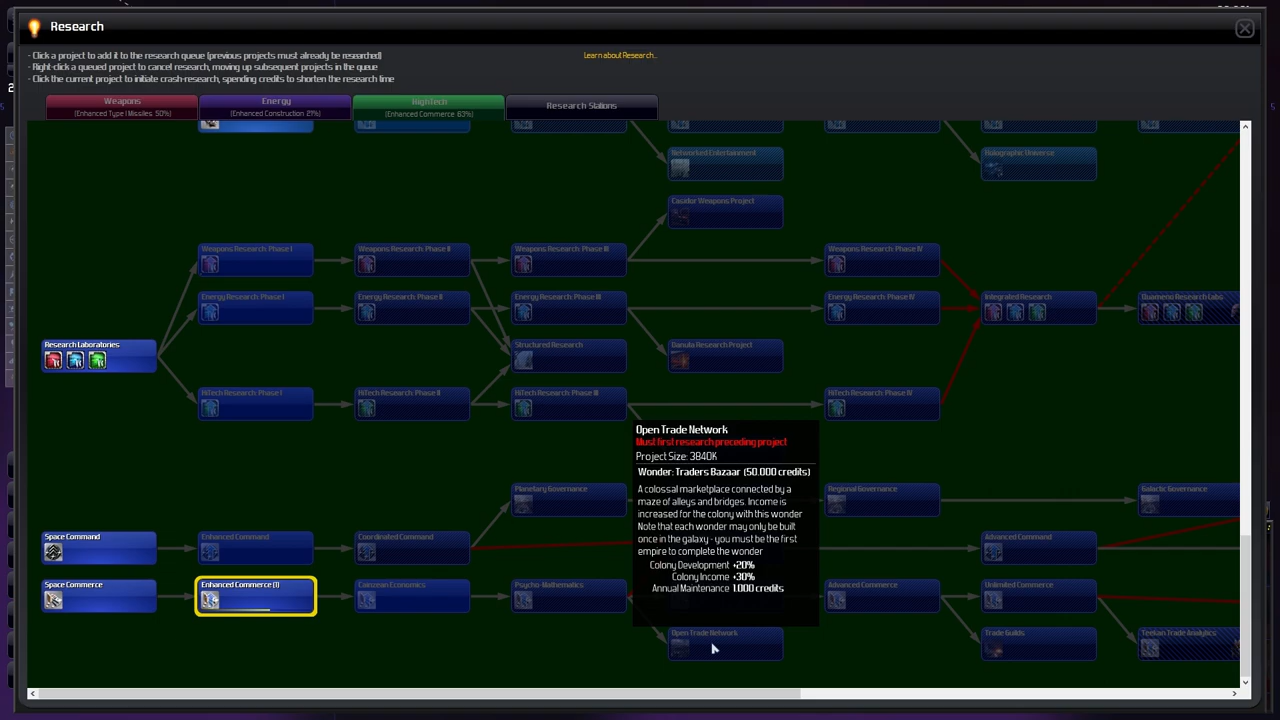 Research
- Click a project to add it to the research queue (previous projects must already be researched)
- Right-click a queued project to cancel research, moving up subsequent projects in the queue
- Click the current project to initiate crash-research, spending credits to shorten the research time
Learn about Research...
Weapons
(Enhanced Type I Missiles: 50%)
Energy
(Enhanced Construction: 21%)
HighTech
(Enhanced Commerce: 63%)
Research Stations
Networked Entertainment
Holographic Universe
Casidor Weapons Project
Weapons Research: Phase I
Weapons Research: Phase II
Weapons Research: Phase III
Weapons Research: Phase IV
Energy Research: Phase I
Energy Research: Phase II
Energy Research: Phase III
Energy Research: Phase IV
Integrated Research
Quameno Research Labs
Research Laboratories
Structured Research
Danula Research Project
HiTech Research: Phase I
HiTech Research: Phase II
HiTech Research: Phase III
HiTech Research: Phase IV
Open Trade Network
Must first research preceding project
Project Size: 3840K
Wonder: Traders Bazaar (50,000 credits)
A colossal marketplace connected by a
maze of alleys and bridges. Income is
increased for the colony with this wonder
Note that each wonder may only be built
once in the galaxy - you must be the first
empire to complete the wonder
Colony Development +20%
Colony Income +30%
Annual Maintenance 1,000 credits
Planetary Governance
Regional Governance
Galactic Governance
Space Command
Enhanced Command
Coordinated Command
Advanced Command
Space Commerce
Enhanced Commerce (1)
Psycho-Mathematics
Advanced Commerce
Unlimited Commerce
Open Trade Network
Trade Guilds
Teekan Trade Analytics